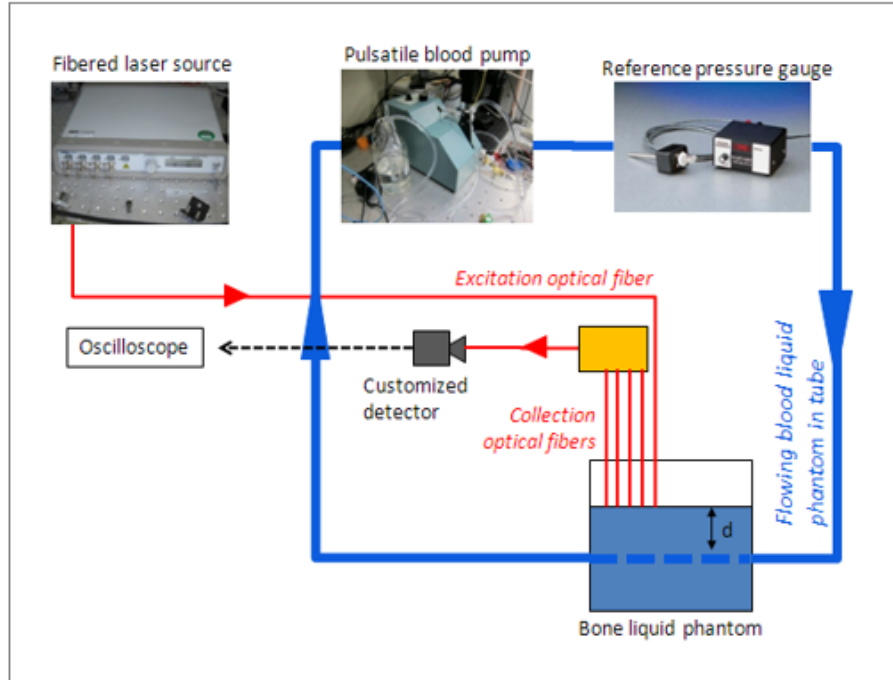 Fibered laser source
Pulsatile blood pump
Reference pressure gauge
Excitation optical fiber
Oscilloscope
Customized
detector
Collection
optical fibers
Flowing blood liquid
phantom in tube
d
Bone liquid phantom